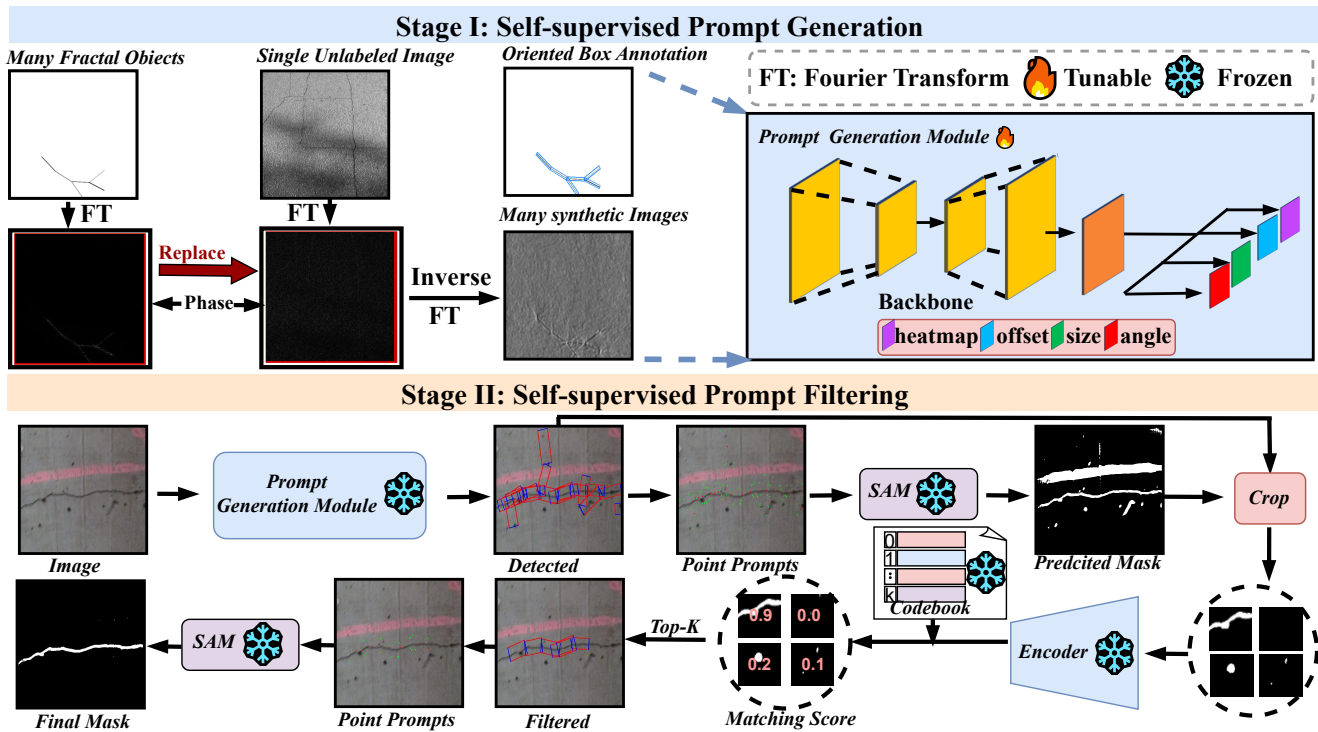 Stage I: Self-supervised Prompt Generation
Many Fractal Objects
Single Unlabeled Image
Oriented Box Annotation
FT: Fourier Transform
Tunable
Frozen
Prompt Generation Module
FT
FT
Many synthetic Images
Replace
Phase
Inverse
FT
Backbone
heatmap
offset
size
angle
Stage II: Self-supervised Prompt Filtering
Prompt
Generation Module
SAM
Crop
Image
Detected
Point Prompts
Predcited Mask
0
1
:
k
Codebook
0.9
0.0
0.2
0.1
Top-K
SAM
Encoder
Final Mask
Point Prompts
Filtered
Matching Score